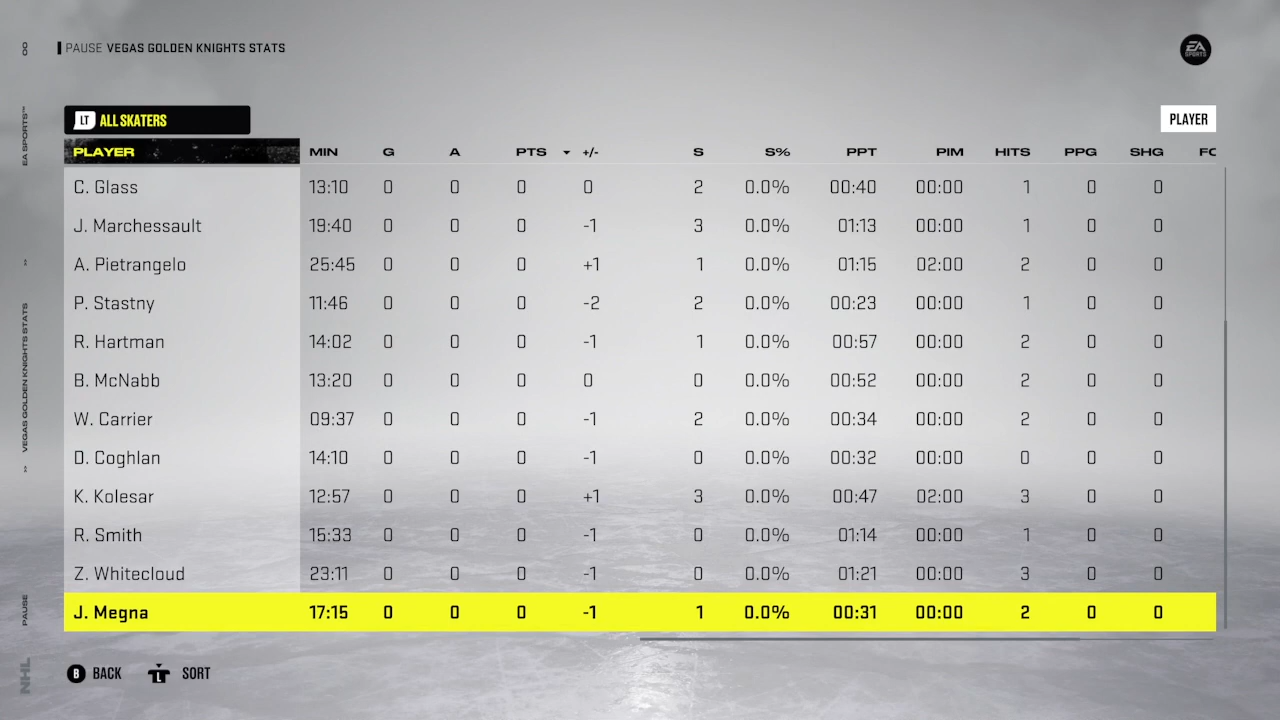 PAUSE VEGAS GOLDEN KNIGHTS STATS
EA SPORTS
LT ALL SKATERS
PLAYER
PLAYER MIN G A PTS +/- S S% PPT PIM HITS PPG SHG FC
C. Glass 13:10 0 0 0 0 2 0.0% 00:40 00:00 1 0 0
J. Marchessault 19:40 0 0 0 -1 3 0.0% 01:13 00:00 1 0 0
A. Pietrangelo 25:45 0 0 0 +1 1 0.0% 01:15 02:00 2 0 0
P. Stastny 11:46 0 0 0 -2 2 0.0% 00:23 00:00 1 0 0
R. Hartman 14:02 0 0 0 -1 1 0.0% 00:57 00:00 2 0 0
B. McNabb 13:20 0 0 0 0 0 0.0% 00:52 00:00 2 0 0
W. Carrier 09:37 0 0 0 -1 2 0.0% 00:34 00:00 2 0 0
D. Coghlan 14:10 0 0 0 -1 0 0.0% 00:32 00:00 0 0 0
K. Kolesar 12:57 0 0 0 +1 3 0.0% 00:47 02:00 3 0 0
R. Smith 15:33 0 0 0 -1 0 0.0% 01:14 00:00 1 0 0
Z. Whitecloud 23:11 0 0 0 -1 0 0.0% 01:21 00:00 3 0 0
J. Megna 17:15 0 0 0 -1 1 0.0% 00:31 00:00 2 0 0
B BACK L SORT
EA SPORTS™
VEGAS GOLDEN KNIGHTS STATS
PAUSE
NHL